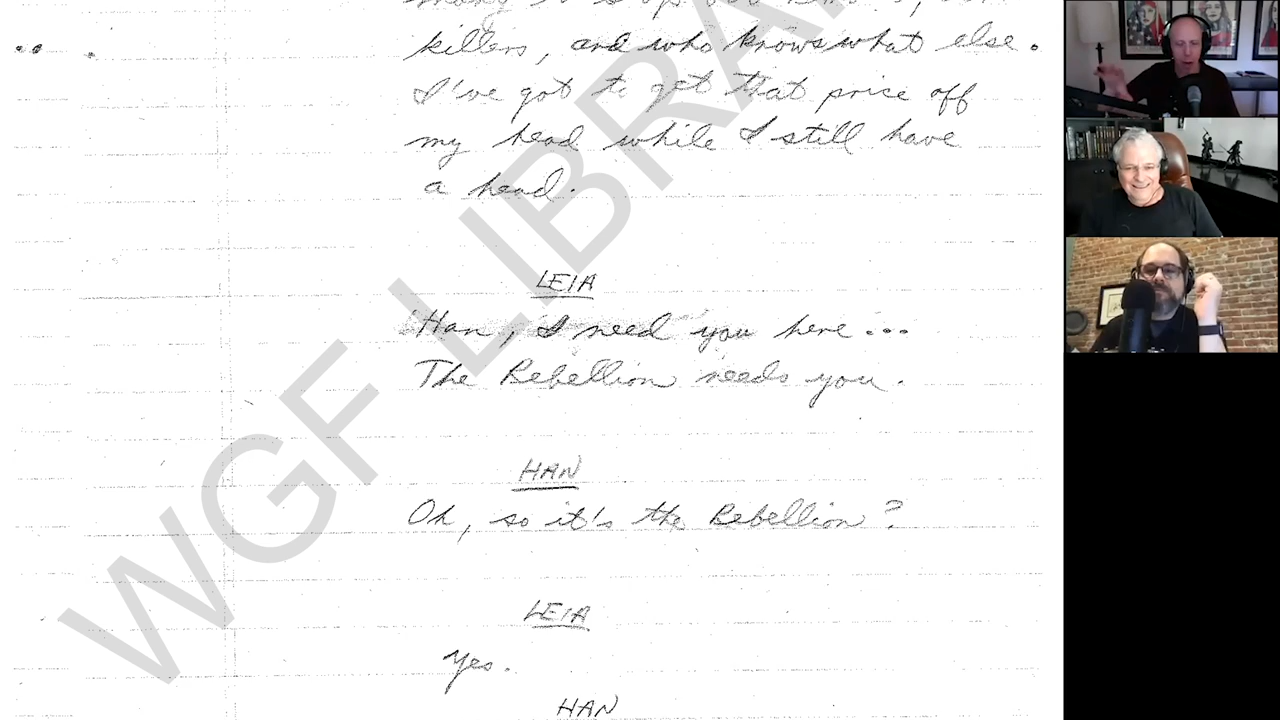 killers, and who knows what else.
I've got to get that price off
my head while I still have
a head.
LEIA
Han, I need you here...
The Rebellion needs you.
HAN
Oh, so it's the Rebellion?
LEIA
Yes.
HAN
WGF LIBRAR